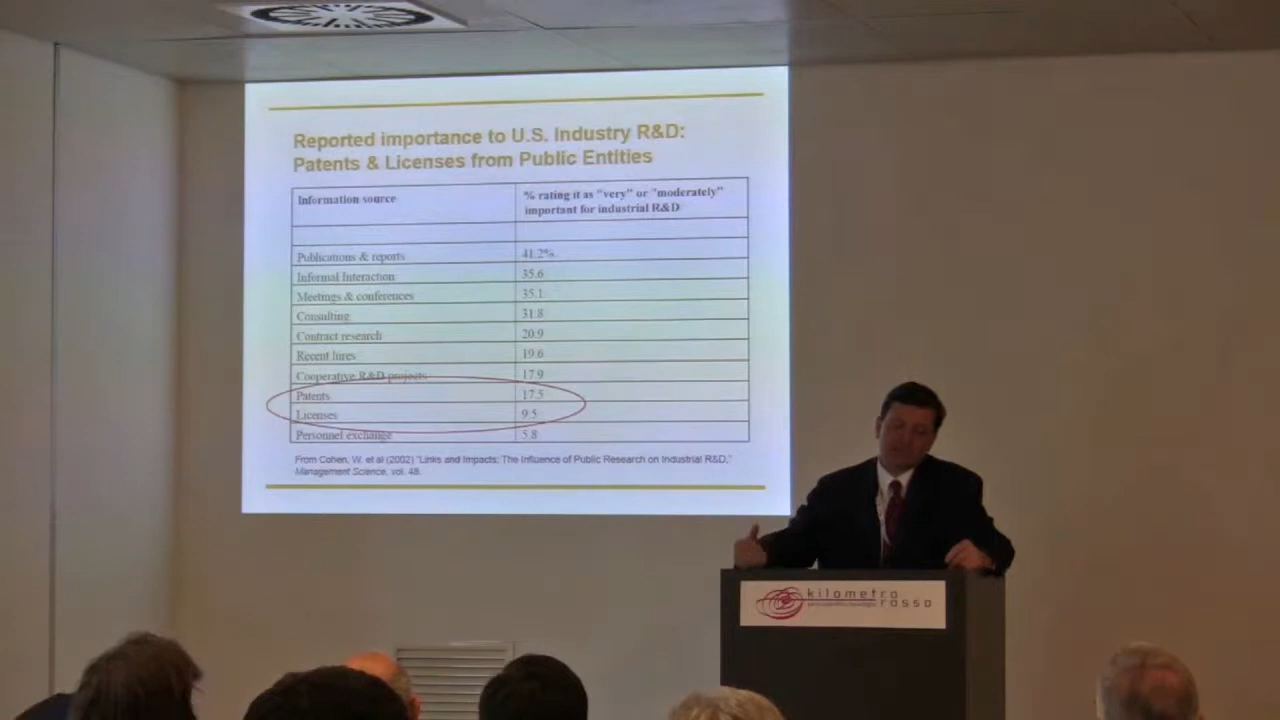 Reported importance to U.S. Industry R&D:
Patents & Licenses from Public Entities
Information source
% rating it as "very" or "moderately"
important for industrial R&D
Publications & reports 41.2%
Informal Interaction 35.6
Meetings & conferences 35.1
Consulting 31.8
Contract research 20.9
Recent hires 19.6
Cooperative R&D projects 17.9
Patents 17.5
Licenses 9.5
Personnel exchange 5.8
From Cohen, W. et al (2002) "Links and Impacts: The Influence of Public Research on Industrial R&D,"
Management Science, vol. 48.
kilometro
rosso